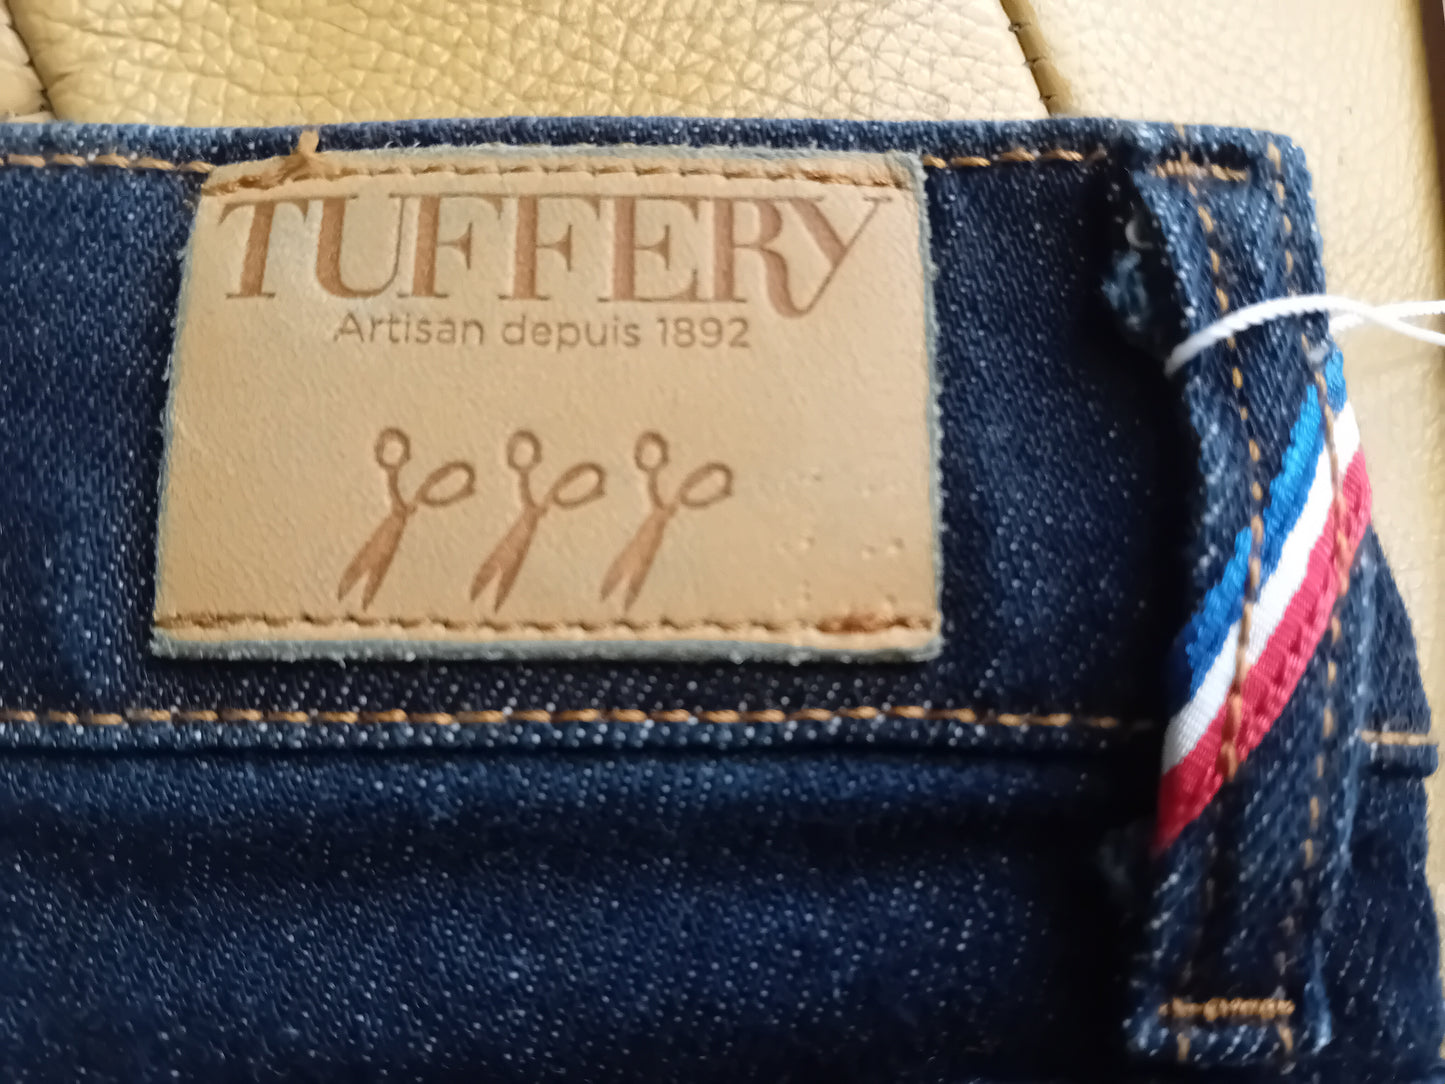 TUFFERY
Artisan depuis 1892